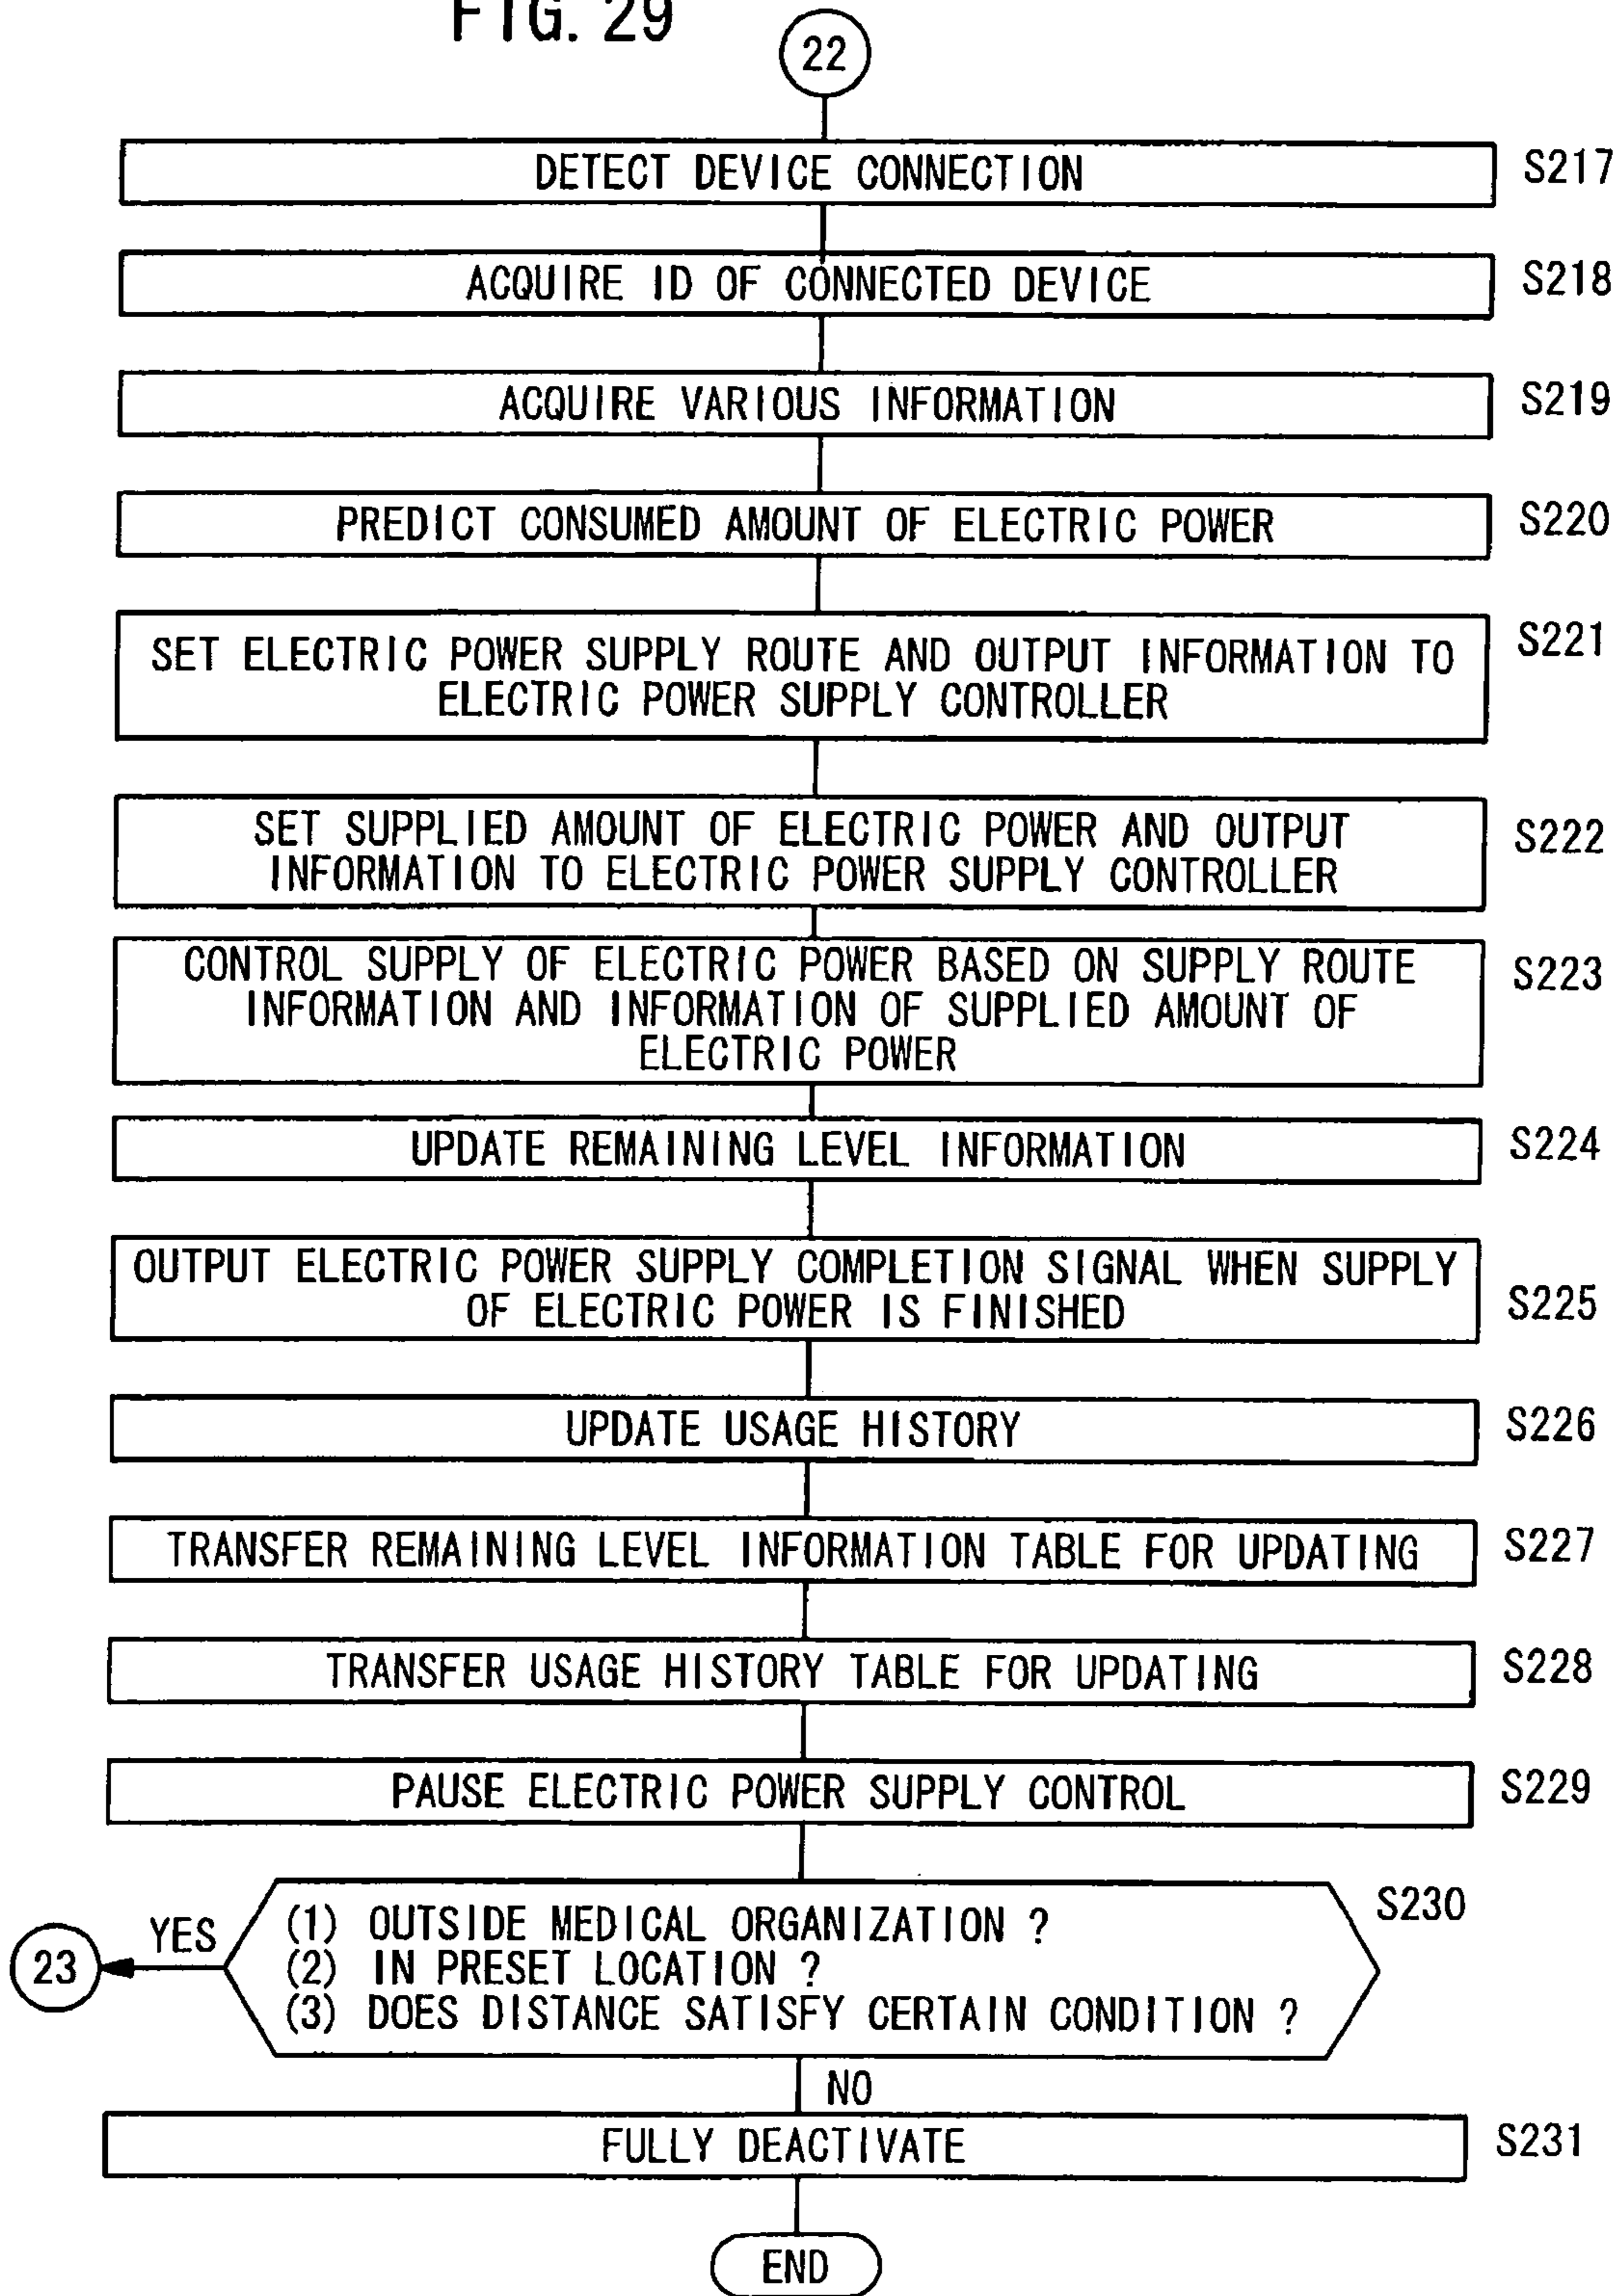 FIG. 29
22
DETECT DEVICE CONNECTION
S217
ACQUIRE ID OF CONNECTED DEVICE
S218
ACQUIRE VARIOUS INFORMATION
S219
PREDICT CONSUMED AMOUNT OF ELECTRIC POWER
S220
SET ELECTRIC POWER SUPPLY ROUTE AND OUTPUT INFORMATION TO
ELECTRIC POWER SUPPLY CONTROLLER
S221
SET SUPPLIED AMOUNT OF ELECTRIC POWER AND OUTPUT
INFORMATION TO ELECTRIC POWER SUPPLY CONTROLLER
S222
CONTROL SUPPLY OF ELECTRIC POWER BASED ON SUPPLY ROUTE
INFORMATION AND INFORMATION OF SUPPLIED AMOUNT OF
ELECTRIC POWER
S223
UPDATE REMAINING LEVEL INFORMATION
S224
OUTPUT ELECTRIC POWER SUPPLY COMPLETION SIGNAL WHEN SUPPLY
OF ELECTRIC POWER IS FINISHED
S225
UPDATE USAGE HISTORY
S226
TRANSFER REMAINING LEVEL INFORMATION TABLE FOR UPDATING
S227
TRANSFER USAGE HISTORY TABLE FOR UPDATING
S228
PAUSE ELECTRIC POWER SUPPLY CONTROL
S229
(1) OUTSIDE MEDICAL ORGANIZATION ?
(2) IN PRESET LOCATION ?
(3) DOES DISTANCE SATISFY CERTAIN CONDITION ?
S230
YES
23
NO
FULLY DEACTIVATE
S231
END